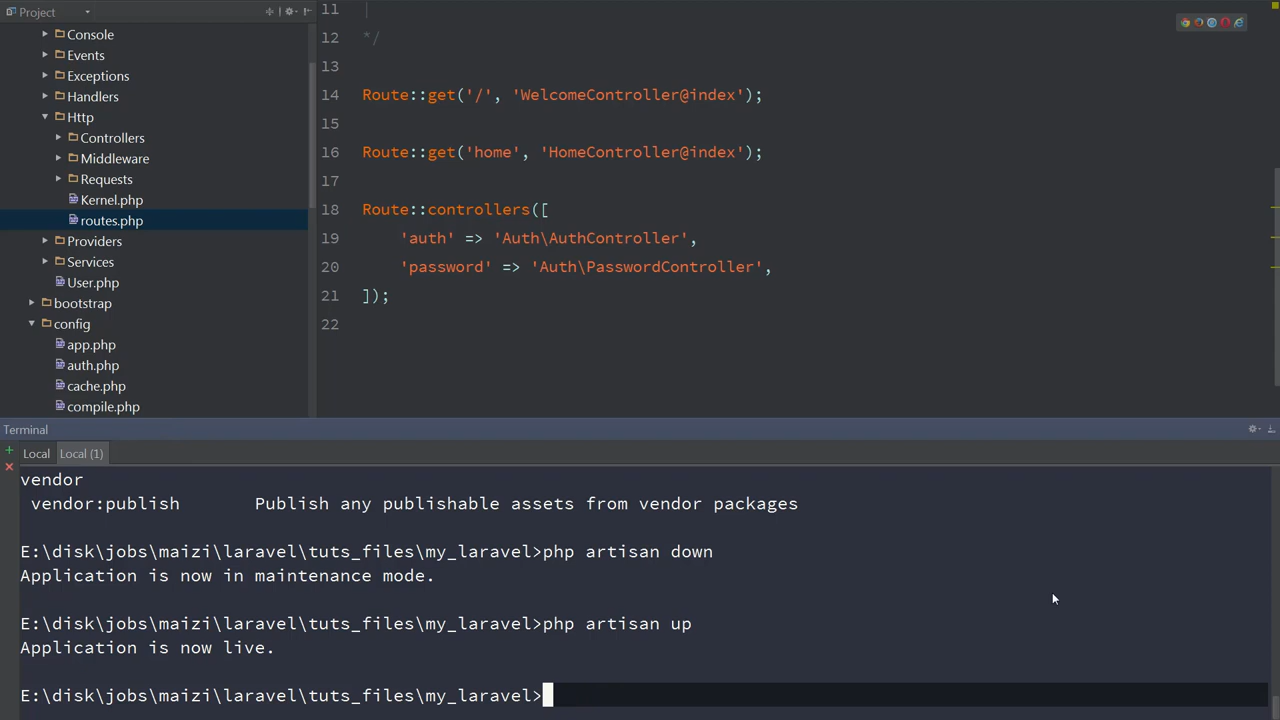 Project
Console
Events
Exceptions
Handlers
Http
Controllers
Middleware
Requests
Kernel.php
routes.php
Providers
Services
User.php
bootstrap
config
app.php
auth.php
cache.php
compile.php
11
12 */
13
14 Route::get('/', 'WelcomeController@index');
15
16 Route::get('home', 'HomeController@index');
17
18 Route::controllers([
19 'auth' => 'Auth\AuthController',
20 'password' => 'Auth\PasswordController',
21 ]);
22
Terminal
Local Local (1)
vendor
vendor:publish Publish any publishable assets from vendor packages
E:\disk\jobs\maizi\laravel\tuts_files\my_laravel>php artisan down
Application is now in maintenance mode.
E:\disk\jobs\maizi\laravel\tuts_files\my_laravel>php artisan up
Application is now live.
E:\disk\jobs\maizi\laravel\tuts_files\my_laravel>